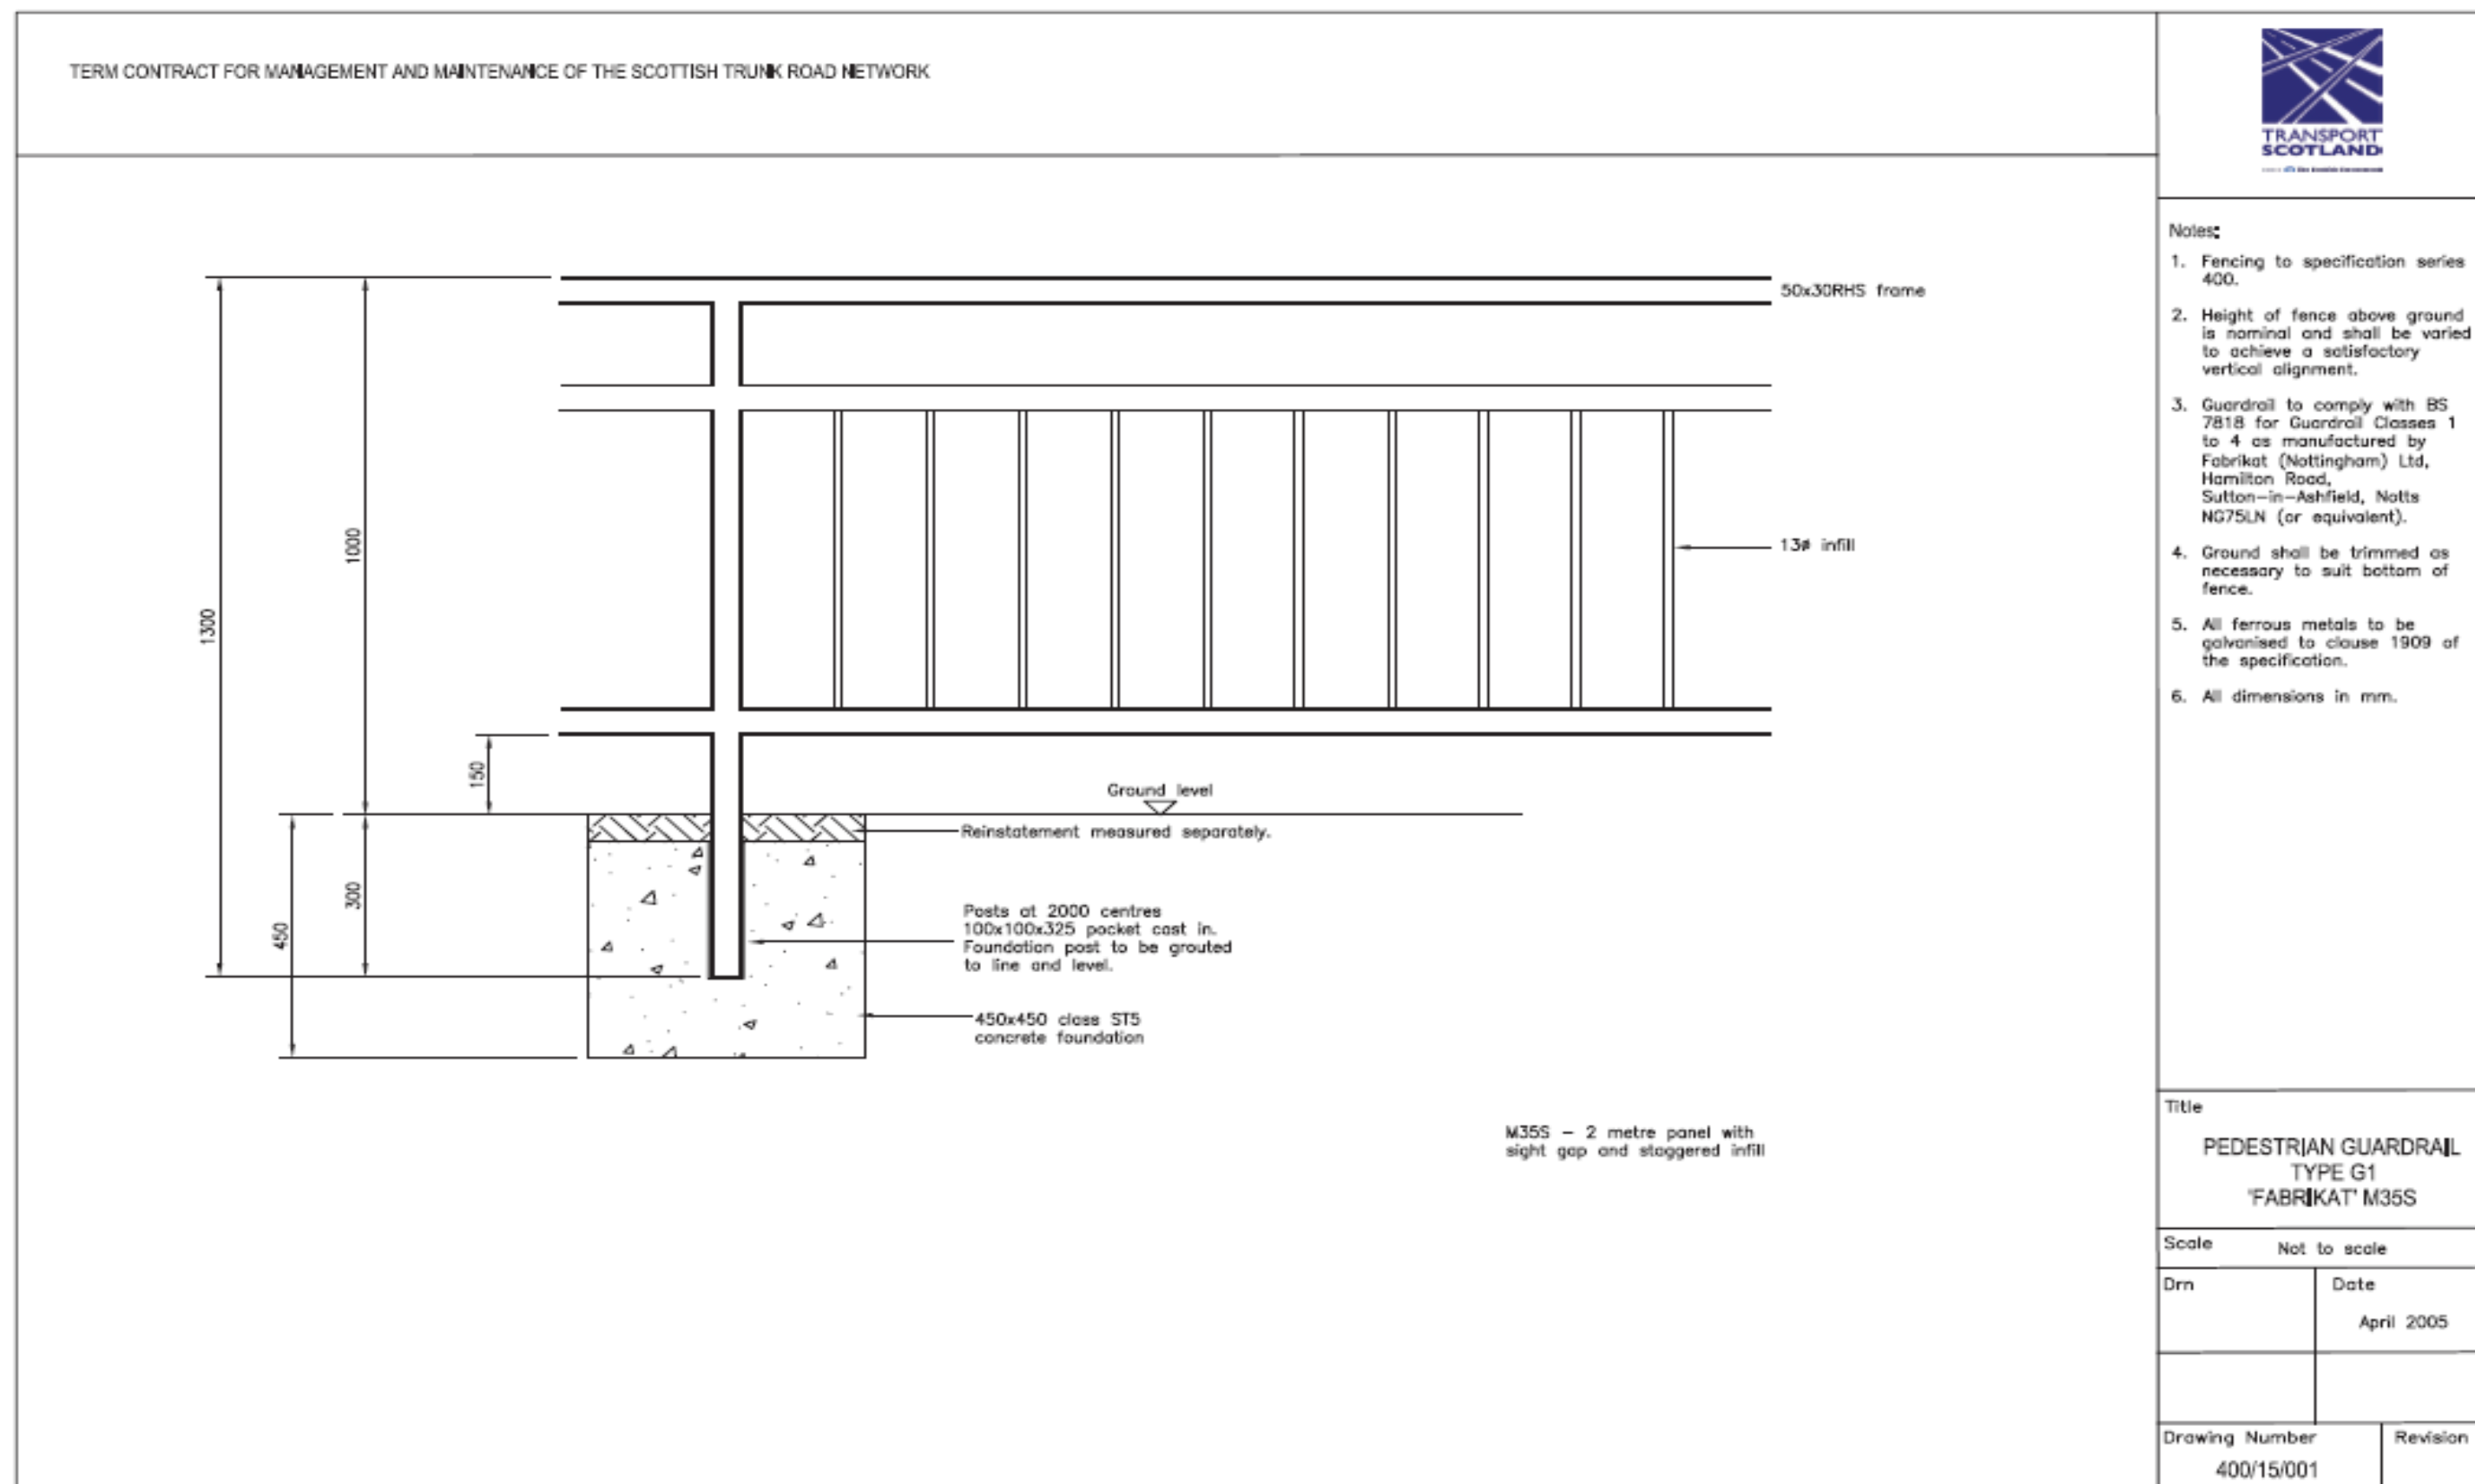 TERM CONTRACT FOR MANAGEMENT AND MAINTENANCE OF THE SCOTTISH TRUNK ROAD NETWORK
TRANSPORT
SCOTLAND
Notes:
1. Fencing to specification series
400.
2. Height of fence above ground
is nominal and shall be varied
to achieve a satisfactory
vertical alignment.
3. Guardrail to comply with BS
7818 for Guardrail Classes 1
to 4 as manufactured by
Fabrikat (Nottingham) Ltd,
Hamilton Road,
Sutton-in-Ashfield, Notts
NG75LN (or equivalent).
4. Ground shall be trimmed as
necessary to suit bottom of
fence.
5. All ferrous metals to be
galvanised to clause 1909 of
the specification.
6. All dimensions in mm.
50x30RHS frame
13ø infill
1300
1000
150
450
300
Ground level
Reinstatement measured separately.
Posts at 2000 centres
100x100x325 pocket cast in.
Foundation post to be grouted
to line and level.
450x450 class ST5
concrete foundation
M35S - 2 metre panel with
sight gap and staggered infill
Title
PEDESTRIAN GUARDRAIL
TYPE G1
'FABRIKAT' M35S
Scale Not to scale
Drn Date
April 2005
Drawing Number Revision
400/15/001